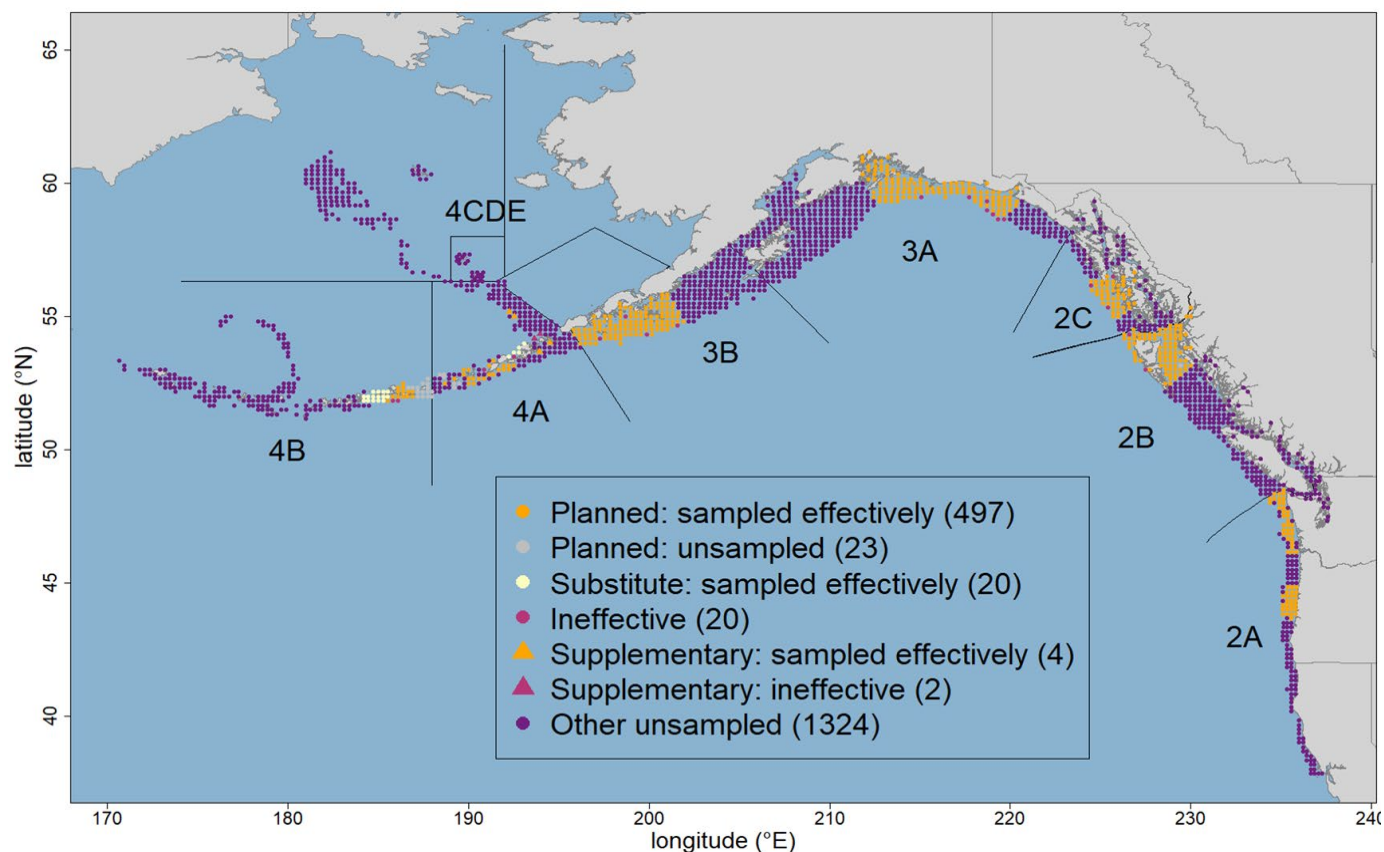 65
60
55
50
45
40
latitude (°N)
4CDE
3A
3B
2C
4A
4B
2B
2A
Planned: sampled effectively (497)
Planned: unsampled (23)
Substitute: sampled effectively (20)
Ineffective (20)
Supplementary: sampled effectively (4)
Supplementary: ineffective (2)
Other unsampled (1324)
170
180
190
200
210
220
230
240
longitude (°E)